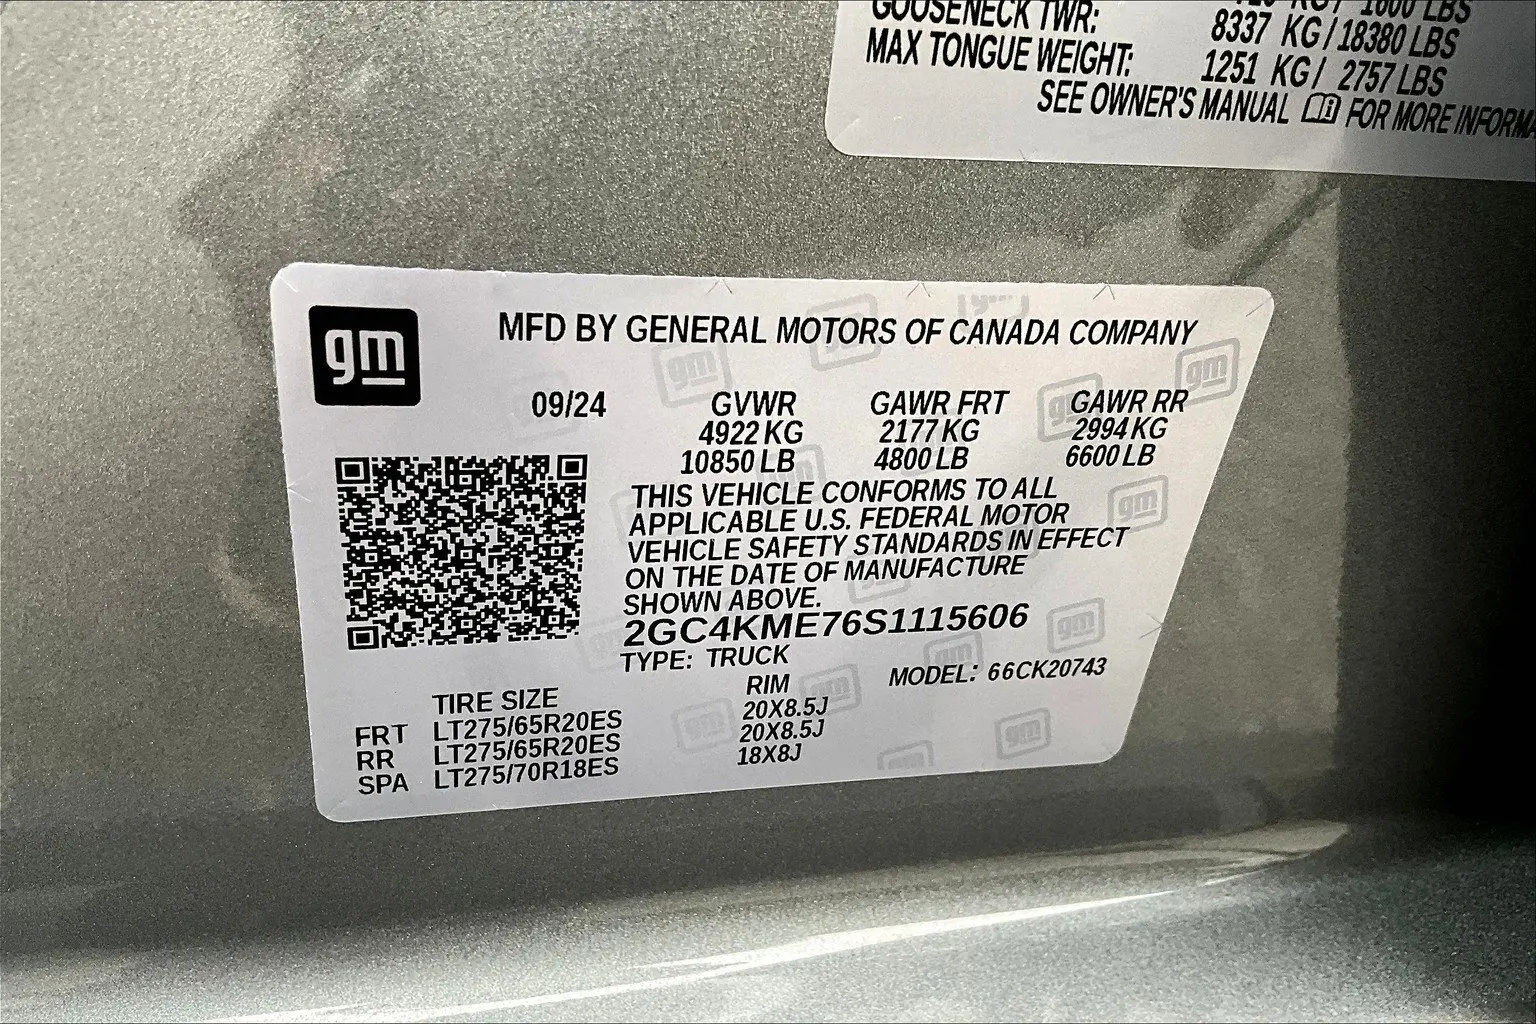 1600 LBS
GOOSENECK TWR: 8337 KG/18380 LBS
MAX TONGUE WEIGHT: 1251 KG/ 2757 LBS
SEE OWNER'S MANUAL FOR MORE
gm
MFD BY GENERAL MOTORS OF CANADA COMPANY
09/24 GVWR GAWR FRT GAWR RR
4922 KG 2177 KG 2994 KG
10850 LB 4800 LB 6600 LB
THIS VEHICLE CONFORMS TO ALL
APPLICABLE U.S. FEDERAL MOTOR
VEHICLE SAFETY STANDARDS IN EFFECT
ON THE DATE OF MANUFACTURE
SHOWN ABOVE.
2GC4KME76S1115606
TYPE: TRUCK MODEL: 66CK20743
TIRE SIZE RIM
FRT LT275/65R20ES 20X8.5J
RR LT275/65R20ES 20X8.5J
SPA LT275/70R18ES 18X8J